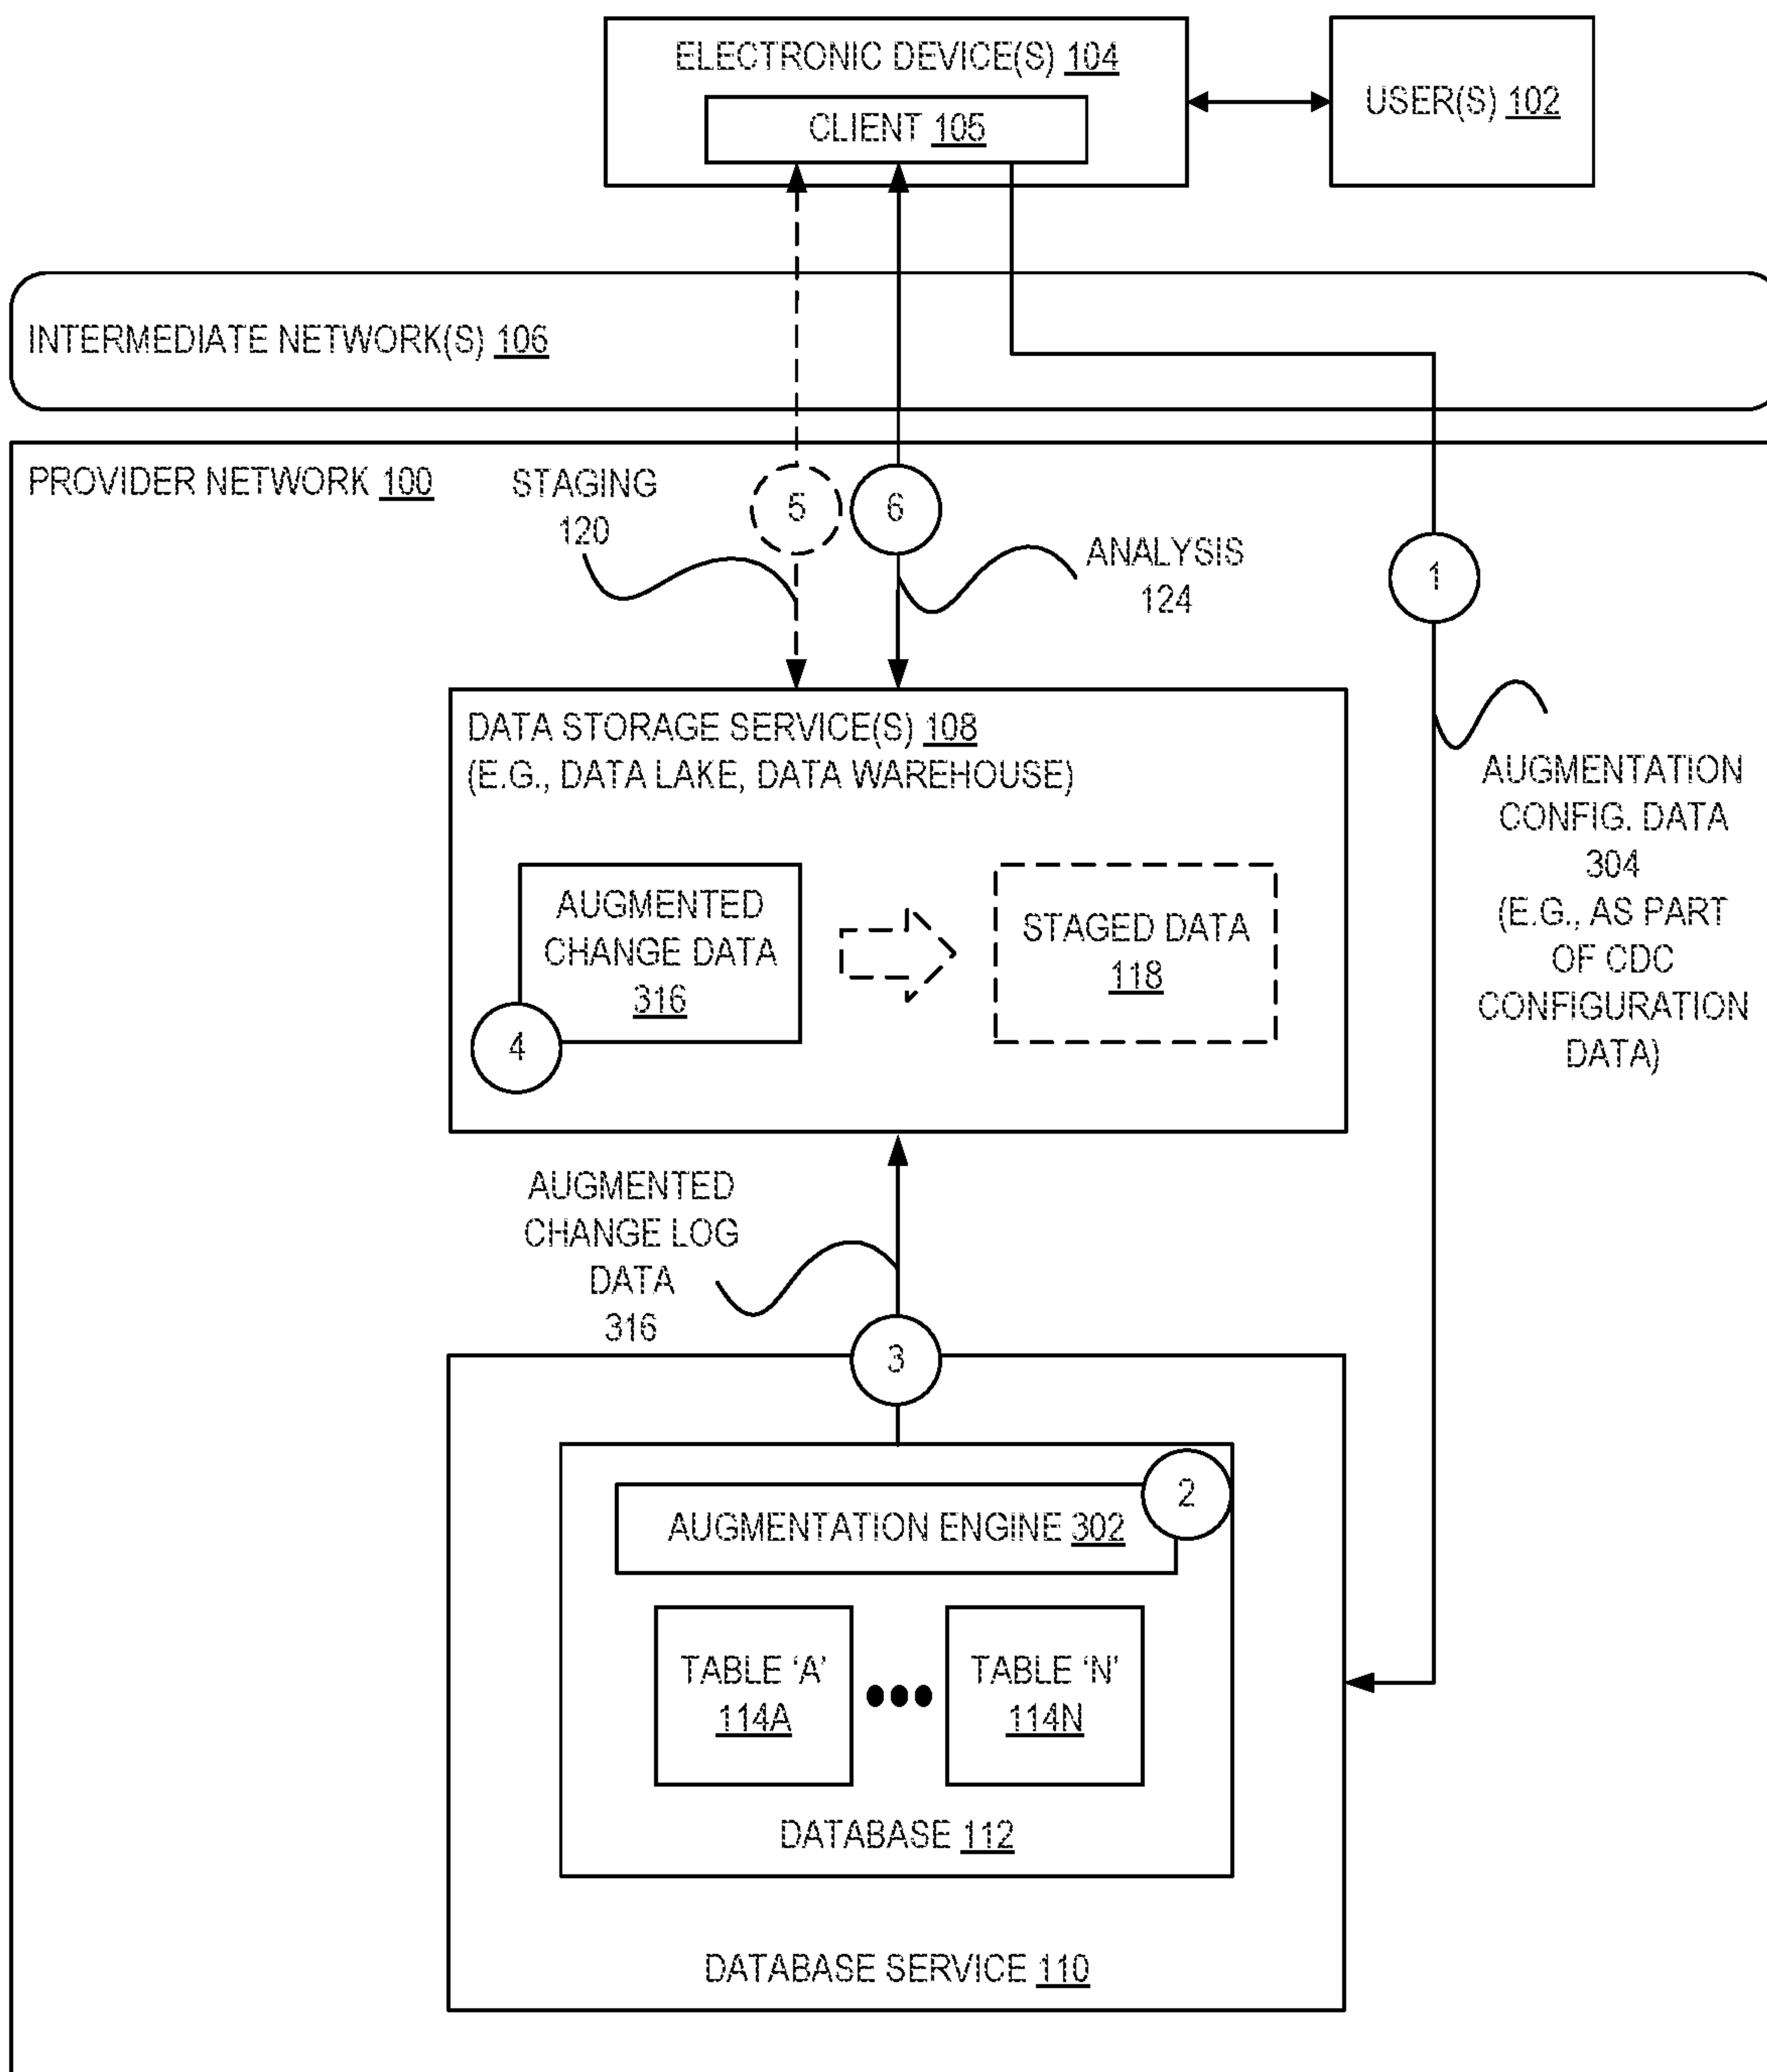 ELECTRONIC DEVICE(S) 104
CLIENT 105
USER(S) 102
INTERMEDIATE NETWORK(S) 106
PROVIDER NETWORK 100
STAGING
120
5
6
ANALYSIS
124
1
DATA STORAGE SERVICE(S) 108
(E.G., DATA LAKE, DATA WAREHOUSE)
AUGMENTED
CHANGE DATA
316
4
STAGED DATA
118
AUGMENTATION
CONFIG. DATA
304
(E.G., AS PART
OF CDC
CONFIGURATION
DATA)
AUGMENTED
CHANGE LOG
DATA
316
3
2
AUGMENTATION ENGINE 302
TABLE ‘A’
114A
TABLE ‘N’
114N
DATABASE 112
DATABASE SERVICE 110